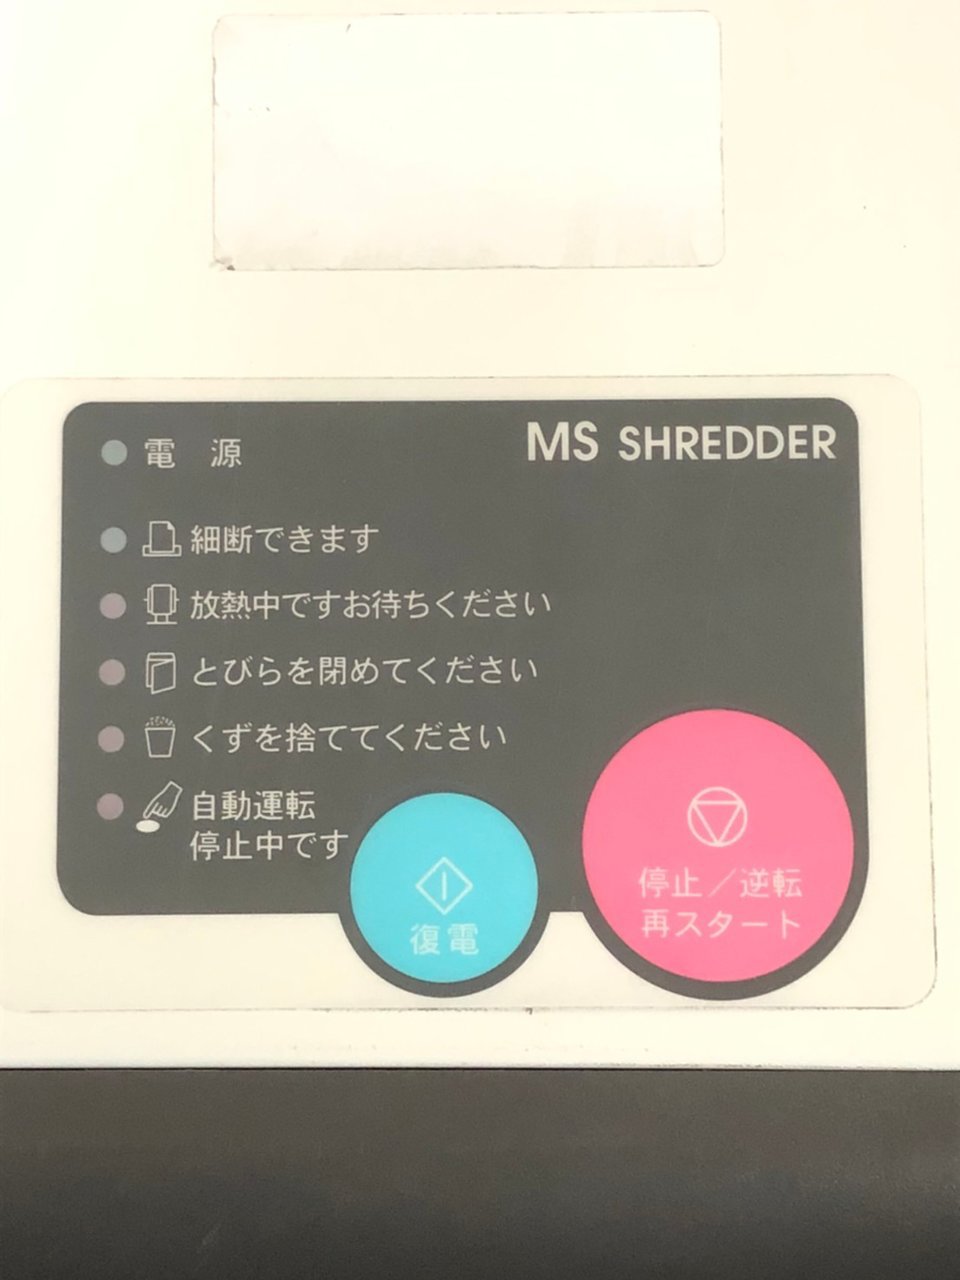 電 源
MS SHREDDER
細断できます
放熱中ですお待ちください
とびらを閉めてください
くずを捨ててください
自動運転
停止中です
復電
停止／逆転
再スタート